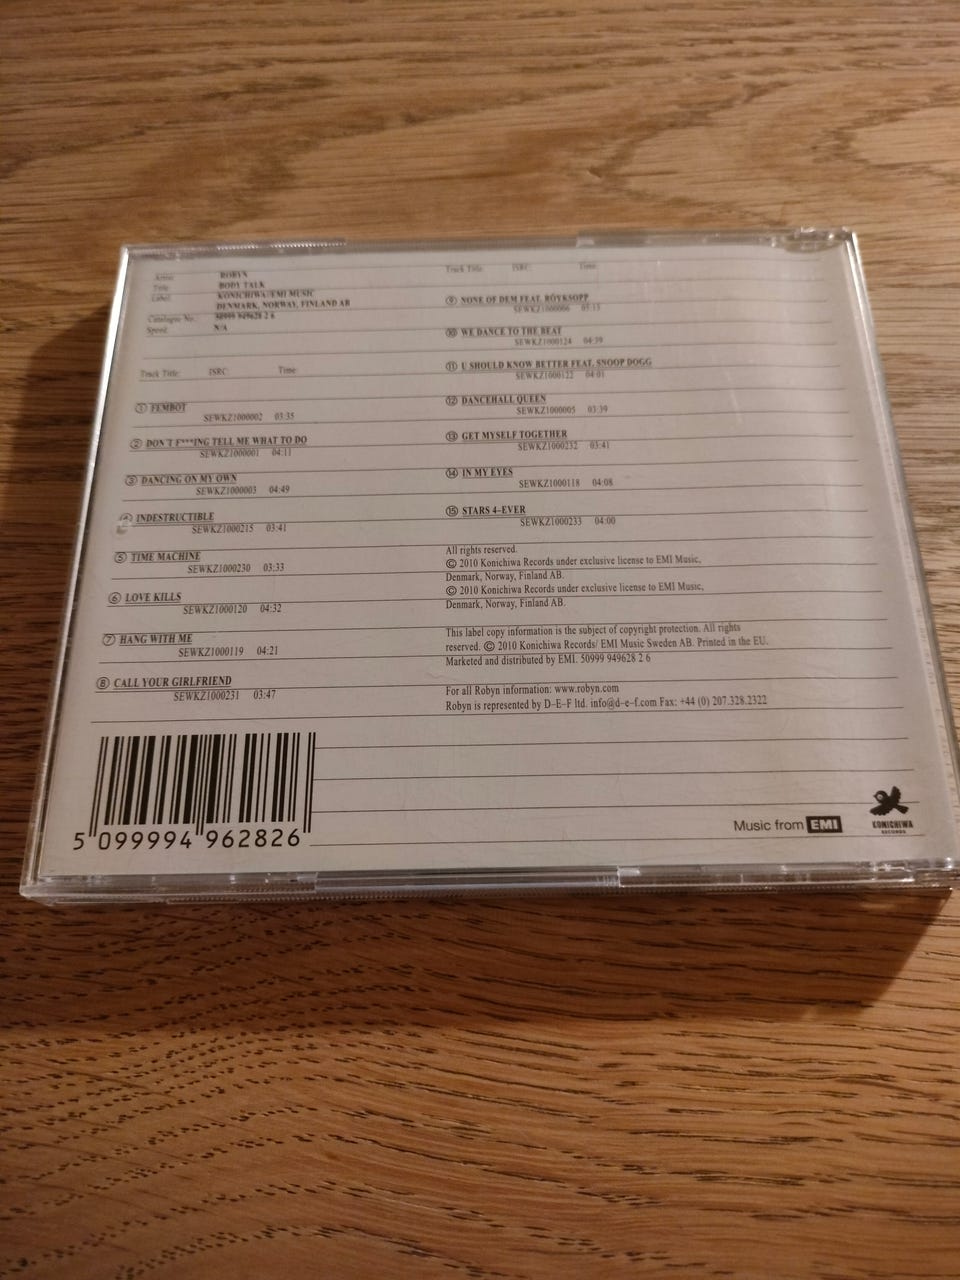 Artist: ROBYN
Title: BODY TALK
Label: KONICHIWA/EMI MUSIC
DENMARK, NORWAY, FINLAND AB
Catalogue No.: 50999 949628 2 6
Speed: N/A
Track Title: ISRC: Time:
① FEMBOT
SEWKZ1000002 03:35
② DON'T F***ING TELL ME WHAT TO DO
SEWKZ1000001 04:11
③ DANCING ON MY OWN
SEWKZ1000003 04:49
④ INDESTRUCTIBLE
SEWKZ1000215 03:41
⑤ TIME MACHINE
SEWKZ1000230 03:33
⑥ LOVE KILLS
SEWKZ1000120 04:32
⑦ HANG WITH ME
SEWKZ1000119 04:21
⑧ CALL YOUR GIRLFRIEND
SEWKZ1000231 03:47
Track Title: ISRC: Time:
⑨ NONE OF DEM FEAT. RÖYKSOPP
SEWKZ1000006 03:15
⑩ WE DANCE TO THE BEAT
SEWKZ1000124 04:39
⑪ U SHOULD KNOW BETTER FEAT. SNOOP DOGG
SEWKZ1000122 04:01
⑫ DANCEHALL QUEEN
SEWKZ1000005 03:39
⑬ GET MYSELF TOGETHER
SEWKZ1000232 03:41
⑭ IN MY EYES
SEWKZ1000118 04:08
⑮ STARS 4-EVER
SEWKZ1000233 04:00
All rights reserved.
© 2010 Konichiwa Records under exclusive license to EMI Music,
Denmark, Norway, Finland AB.
© 2010 Konichiwa Records under exclusive license to EMI Music,
Denmark, Norway, Finland AB.
This label copy information is the subject of copyright protection. All rights
reserved. © 2010 Konichiwa Records/ EMI Music Sweden AB. Printed in the EU.
Marketed and distributed by EMI. 50999 949628 2 6
For all Robyn information: www.robyn.com
Robyn is represented by D-E-F ltd. info@d-e-f.com Fax: +44 (0) 207.328.2322
5 099994 962826
Music from EMI
KONICHIWA
RECORDS